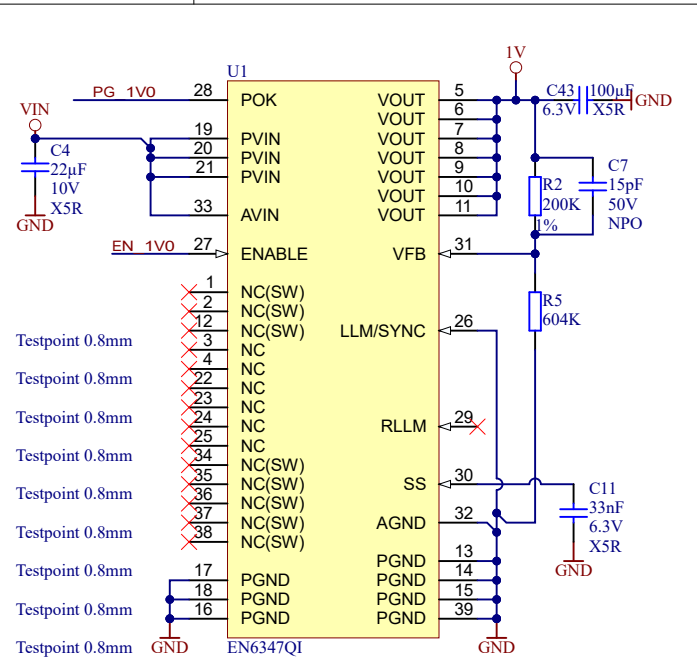 1V
U1
PG_1V0
28
POK
VOUT
5
C43
100µF
GND
6.3V
X5R
VOUT
6
VIN
19
PVIN
VOUT
7
20
PVIN
VOUT
8
C4
22µF
10V
X5R
GND
21
PVIN
VOUT
9
VOUT
10
33
AVIN
VOUT
11
R2
200K
1%
C7
15pF
50V
NPO
EN_1V0
27
ENABLE
VFB
31
1
NC(SW)
2
NC(SW)
R5
604K
12
NC(SW)
LLM/SYNC
26
Testpoint 0.8mm
3
NC
4
NC
Testpoint 0.8mm
22
NC
23
NC
Testpoint 0.8mm
24
NC
RLLM
29
25
NC
Testpoint 0.8mm
34
NC(SW)
35
NC(SW)
SS
30
Testpoint 0.8mm
36
NC(SW)
C11
33nF
6.3V
X5R
GND
37
NC(SW)
AGND
32
Testpoint 0.8mm
38
NC(SW)
PGND
13
Testpoint 0.8mm
17
PGND
PGND
14
18
PGND
PGND
15
Testpoint 0.8mm
16
PGND
PGND
39
Testpoint 0.8mm
GND
EN6347QI
GND